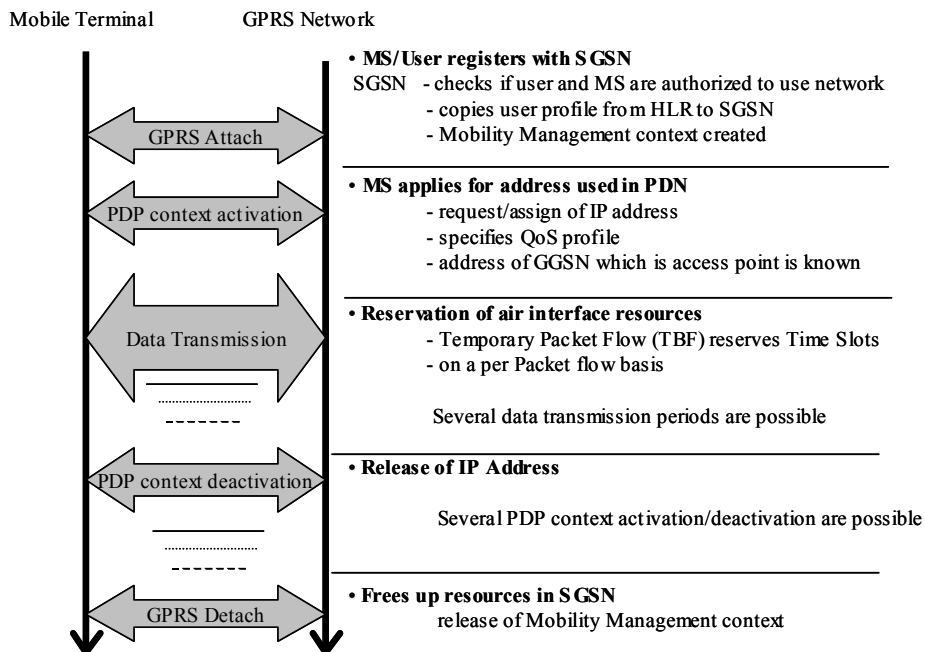 Mobile Terminal GPRS Network
• MS/User registers with SGSN
SGSN - checks if user and MS are authorized to use network
- copies user profile from HLR to SGSN
- Mobility Management context created
GPRS Attach
• MS applies for address used in PDN
- request/assign of IP address
- specifies QoS profile
- address of GGSN which is access point is known
PDP context activation
• Reservation of air interface resources
- Temporary Packet Flow (TBF) reserves Time Slots
- on a per Packet flow basis
Several data transmission periods are possible
Data Transmission
• Release of IP Address
Several PDP context activation/deactivation are possible
PDP context deactivation
• Frees up resources in SGSN
release of Mobility Management context
GPRS Detach